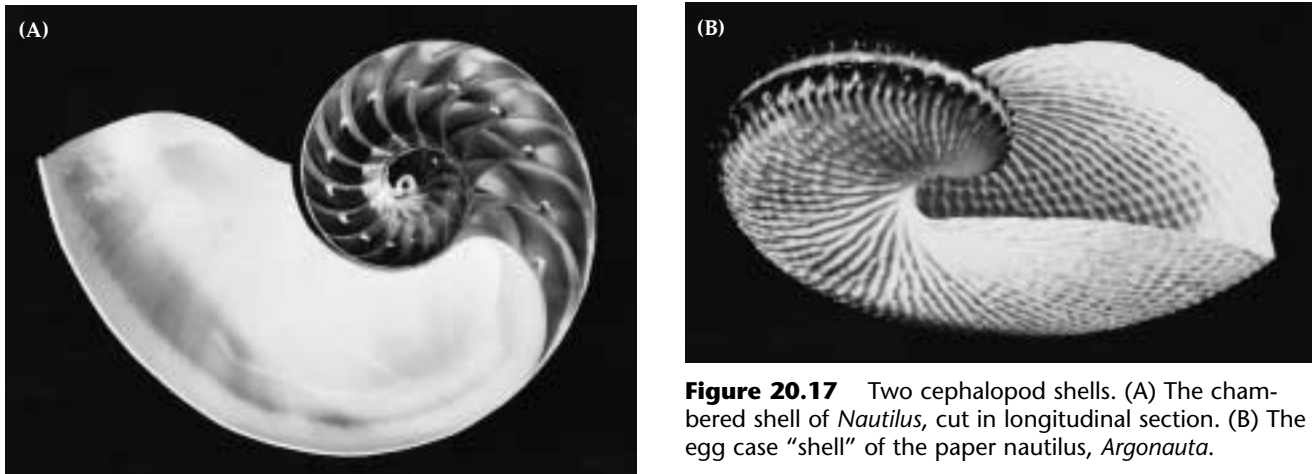 (A)
(B)
Figure 20.17 Two cephalopod shells. (A) The cham-
bered shell of Nautilus, cut in longitudinal section. (B) The
egg case “shell” of the paper nautilus, Argonauta.